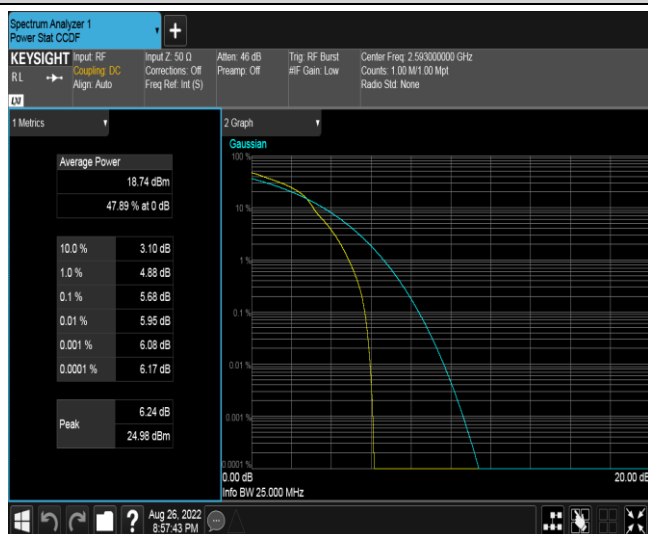 Spectrum Analyzer 1
Power Stat CCDF
+
KEYSIGHT
RL
LXI
Input: RF
Coupling: DC
Align: Auto
Input Z: 50 Ω
Corrections: Off
Freq Ref: Int (S)
Atten: 46 dB
Preamp: Off
Trig: RF Burst
#IF Gain: Low
Center Freq: 2.593000000 GHz
Counts: 1.00 M/1.00 Mpt
Radio Std: None
1 Metrics
Average Power
18.74 dBm
47.89 % at 0 dB
10.0 % 3.10 dB
1.0 % 4.88 dB
0.1 % 5.68 dB
0.01 % 5.95 dB
0.001 % 6.08 dB
0.0001 % 6.17 dB
Peak
6.24 dB
24.98 dBm
2 Graph
Gaussian
100 %
10 %
1 %
0.1 %
0.01 %
0.001 %
0.0001 %
0.00 dB
20.00 dB
Info BW 25.000 MHz
?
Aug 26, 2022
8:57:43 PM